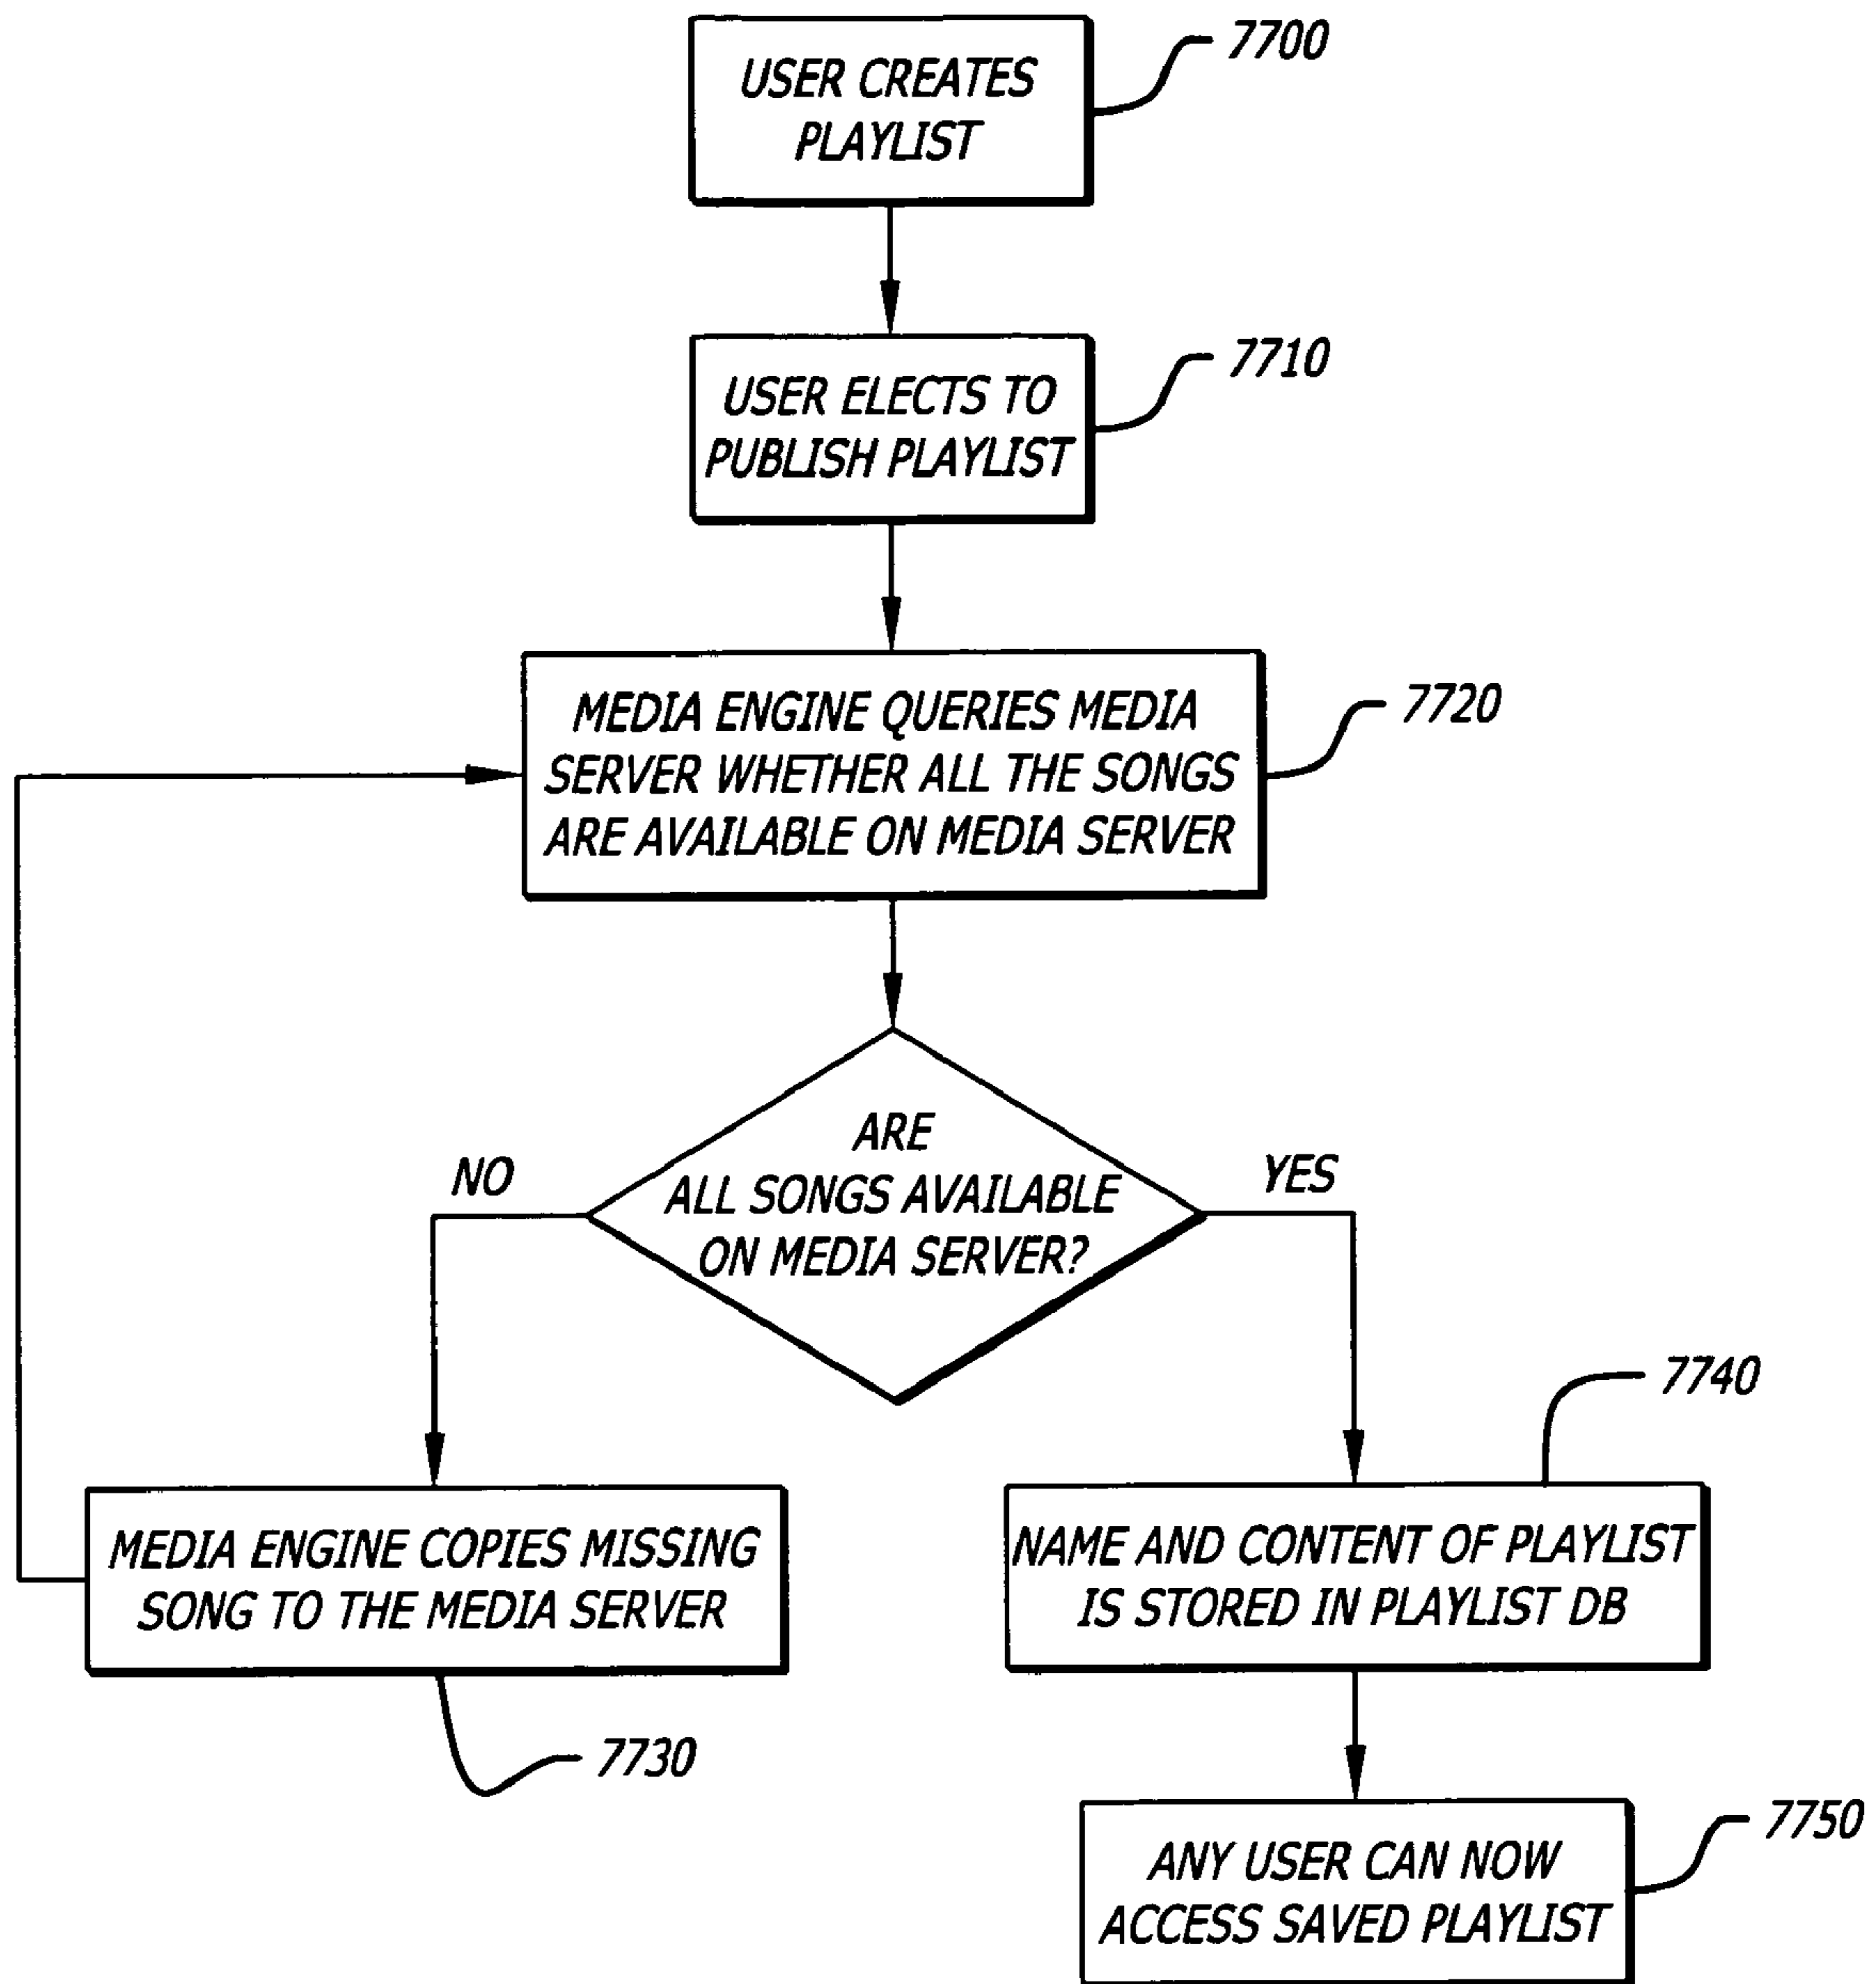 USER CREATES
PLAYLIST
7700
USER ELECTS TO
PUBLISH PLAYLIST
7710
MEDIA ENGINE QUERIES MEDIA
SERVER WHETHER ALL THE SONGS
ARE AVAILABLE ON MEDIA SERVER
7720
ARE
ALL SONGS AVAILABLE
ON MEDIA SERVER?
NO
YES
MEDIA ENGINE COPIES MISSING
SONG TO THE MEDIA SERVER
7730
7740
NAME AND CONTENT OF PLAYLIST
IS STORED IN PLAYLIST DB
ANY USER CAN NOW
ACCESS SAVED PLAYLIST
7750